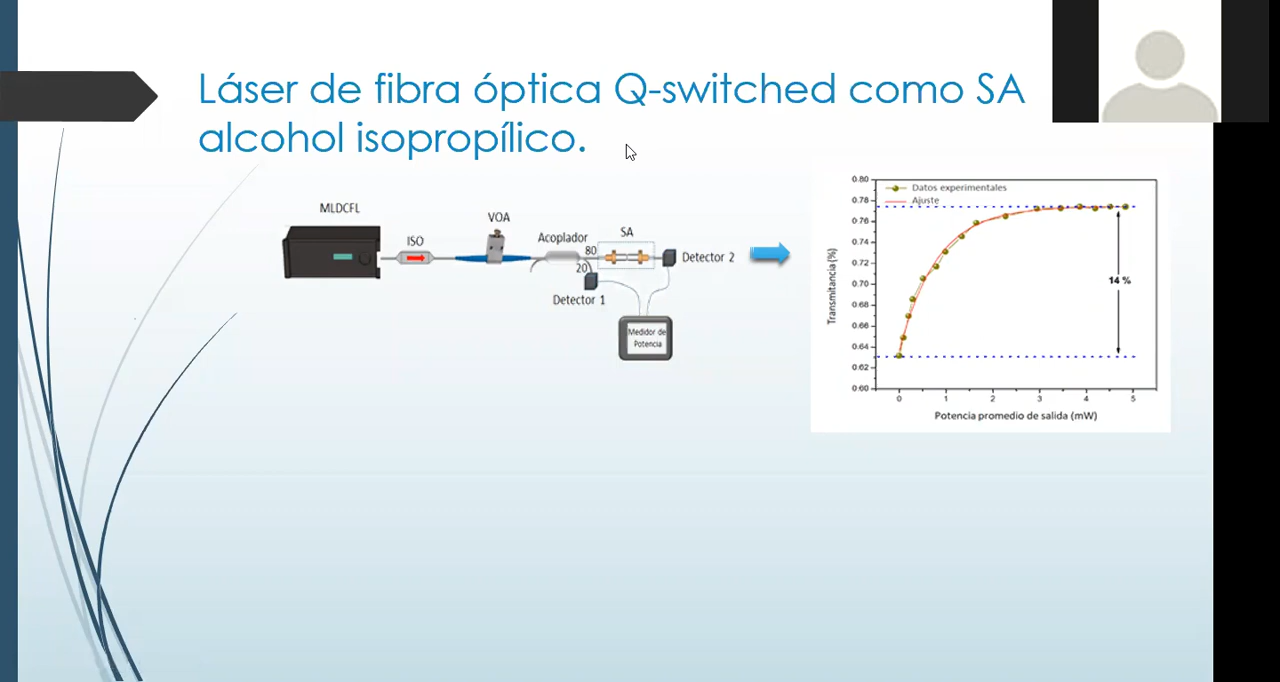 Láser de fibra óptica Q-switched como SA
alcohol isopropílico.
MLDCFL
ISO
VOA
Acoplador
80
20
SA
Detector 2
Detector 1
Medidor de
Potencia
Datos experimentales
Ajuste
0.80
0.78
0.76
0.74
0.72
0.70
0.68
0.66
0.64
0.62
0.60
Transmitancia (%)
14 %
0 1 2 3 4 5
Potencia promedio de salida (mW)